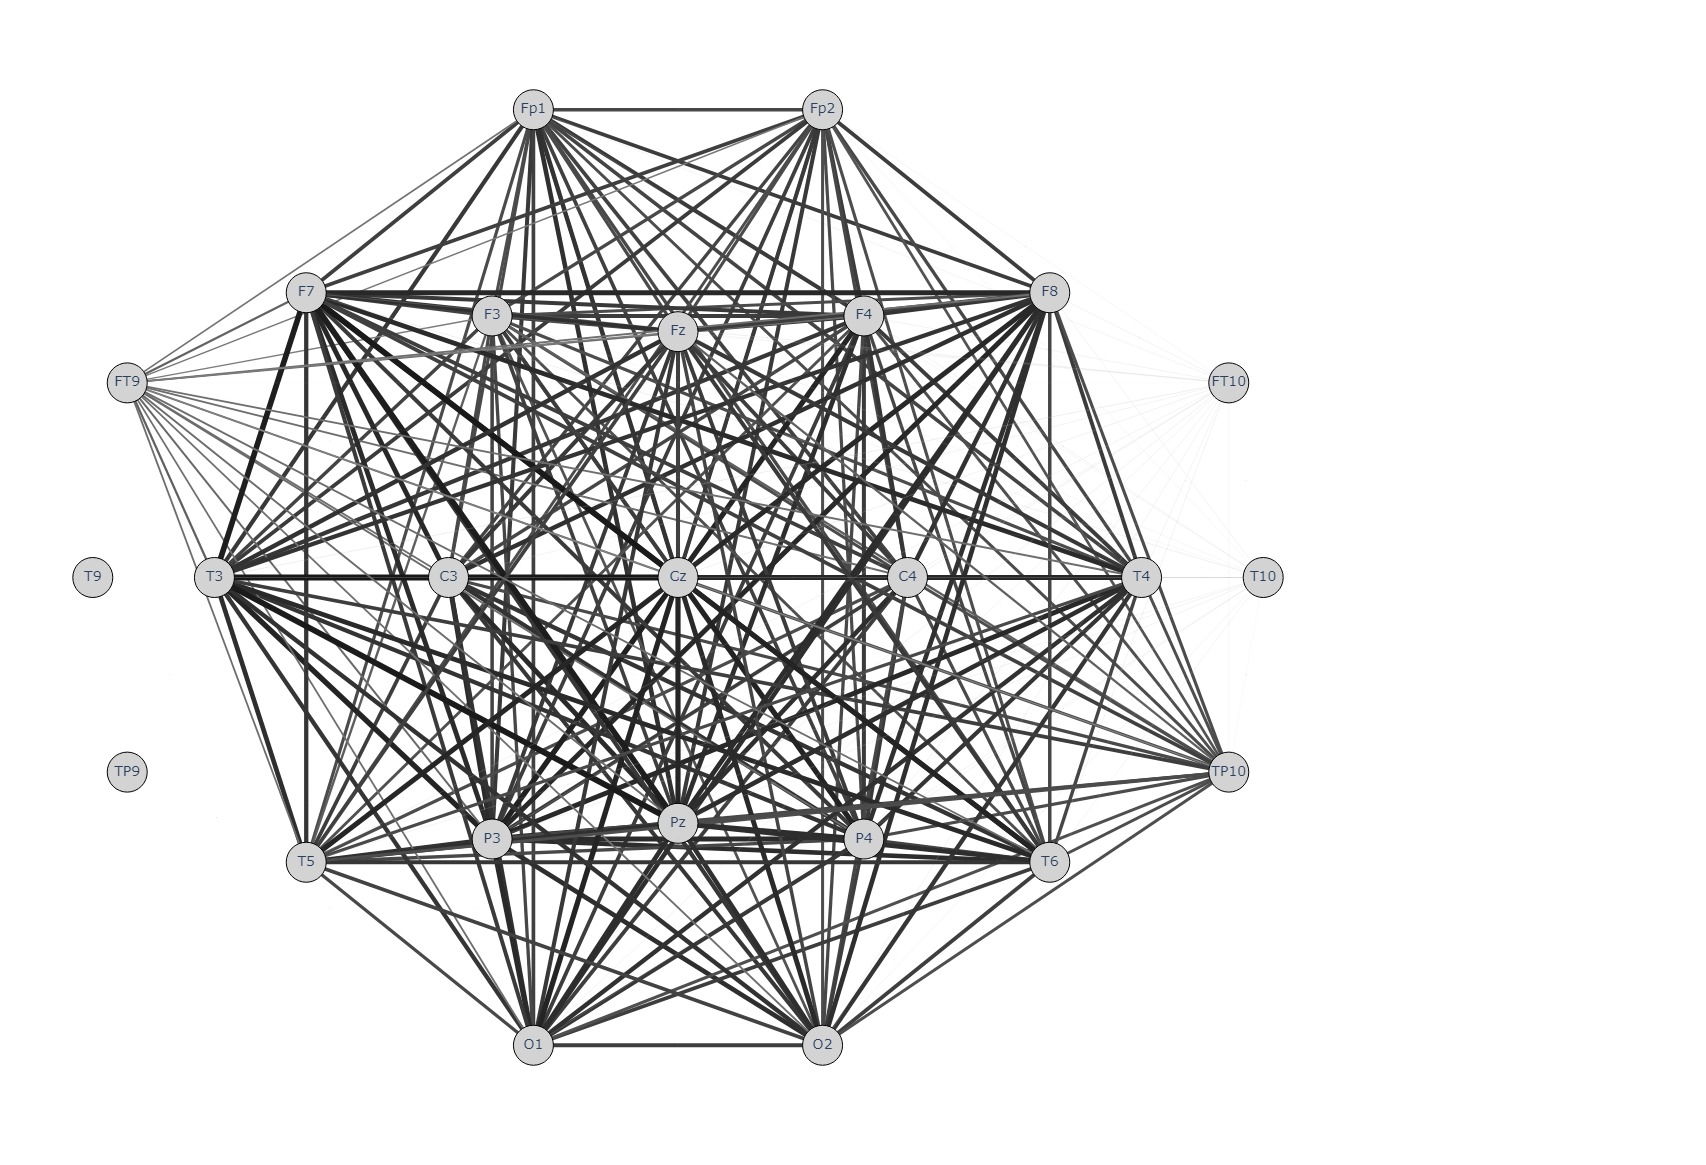 Fp1 Fp2
F7 F3 Fz F4 F8
FT9 FT10
T9 T3 C3 Cz C4 T4 T10
TP9 TP10
T5 P3 Pz P4 T6
O1 O2